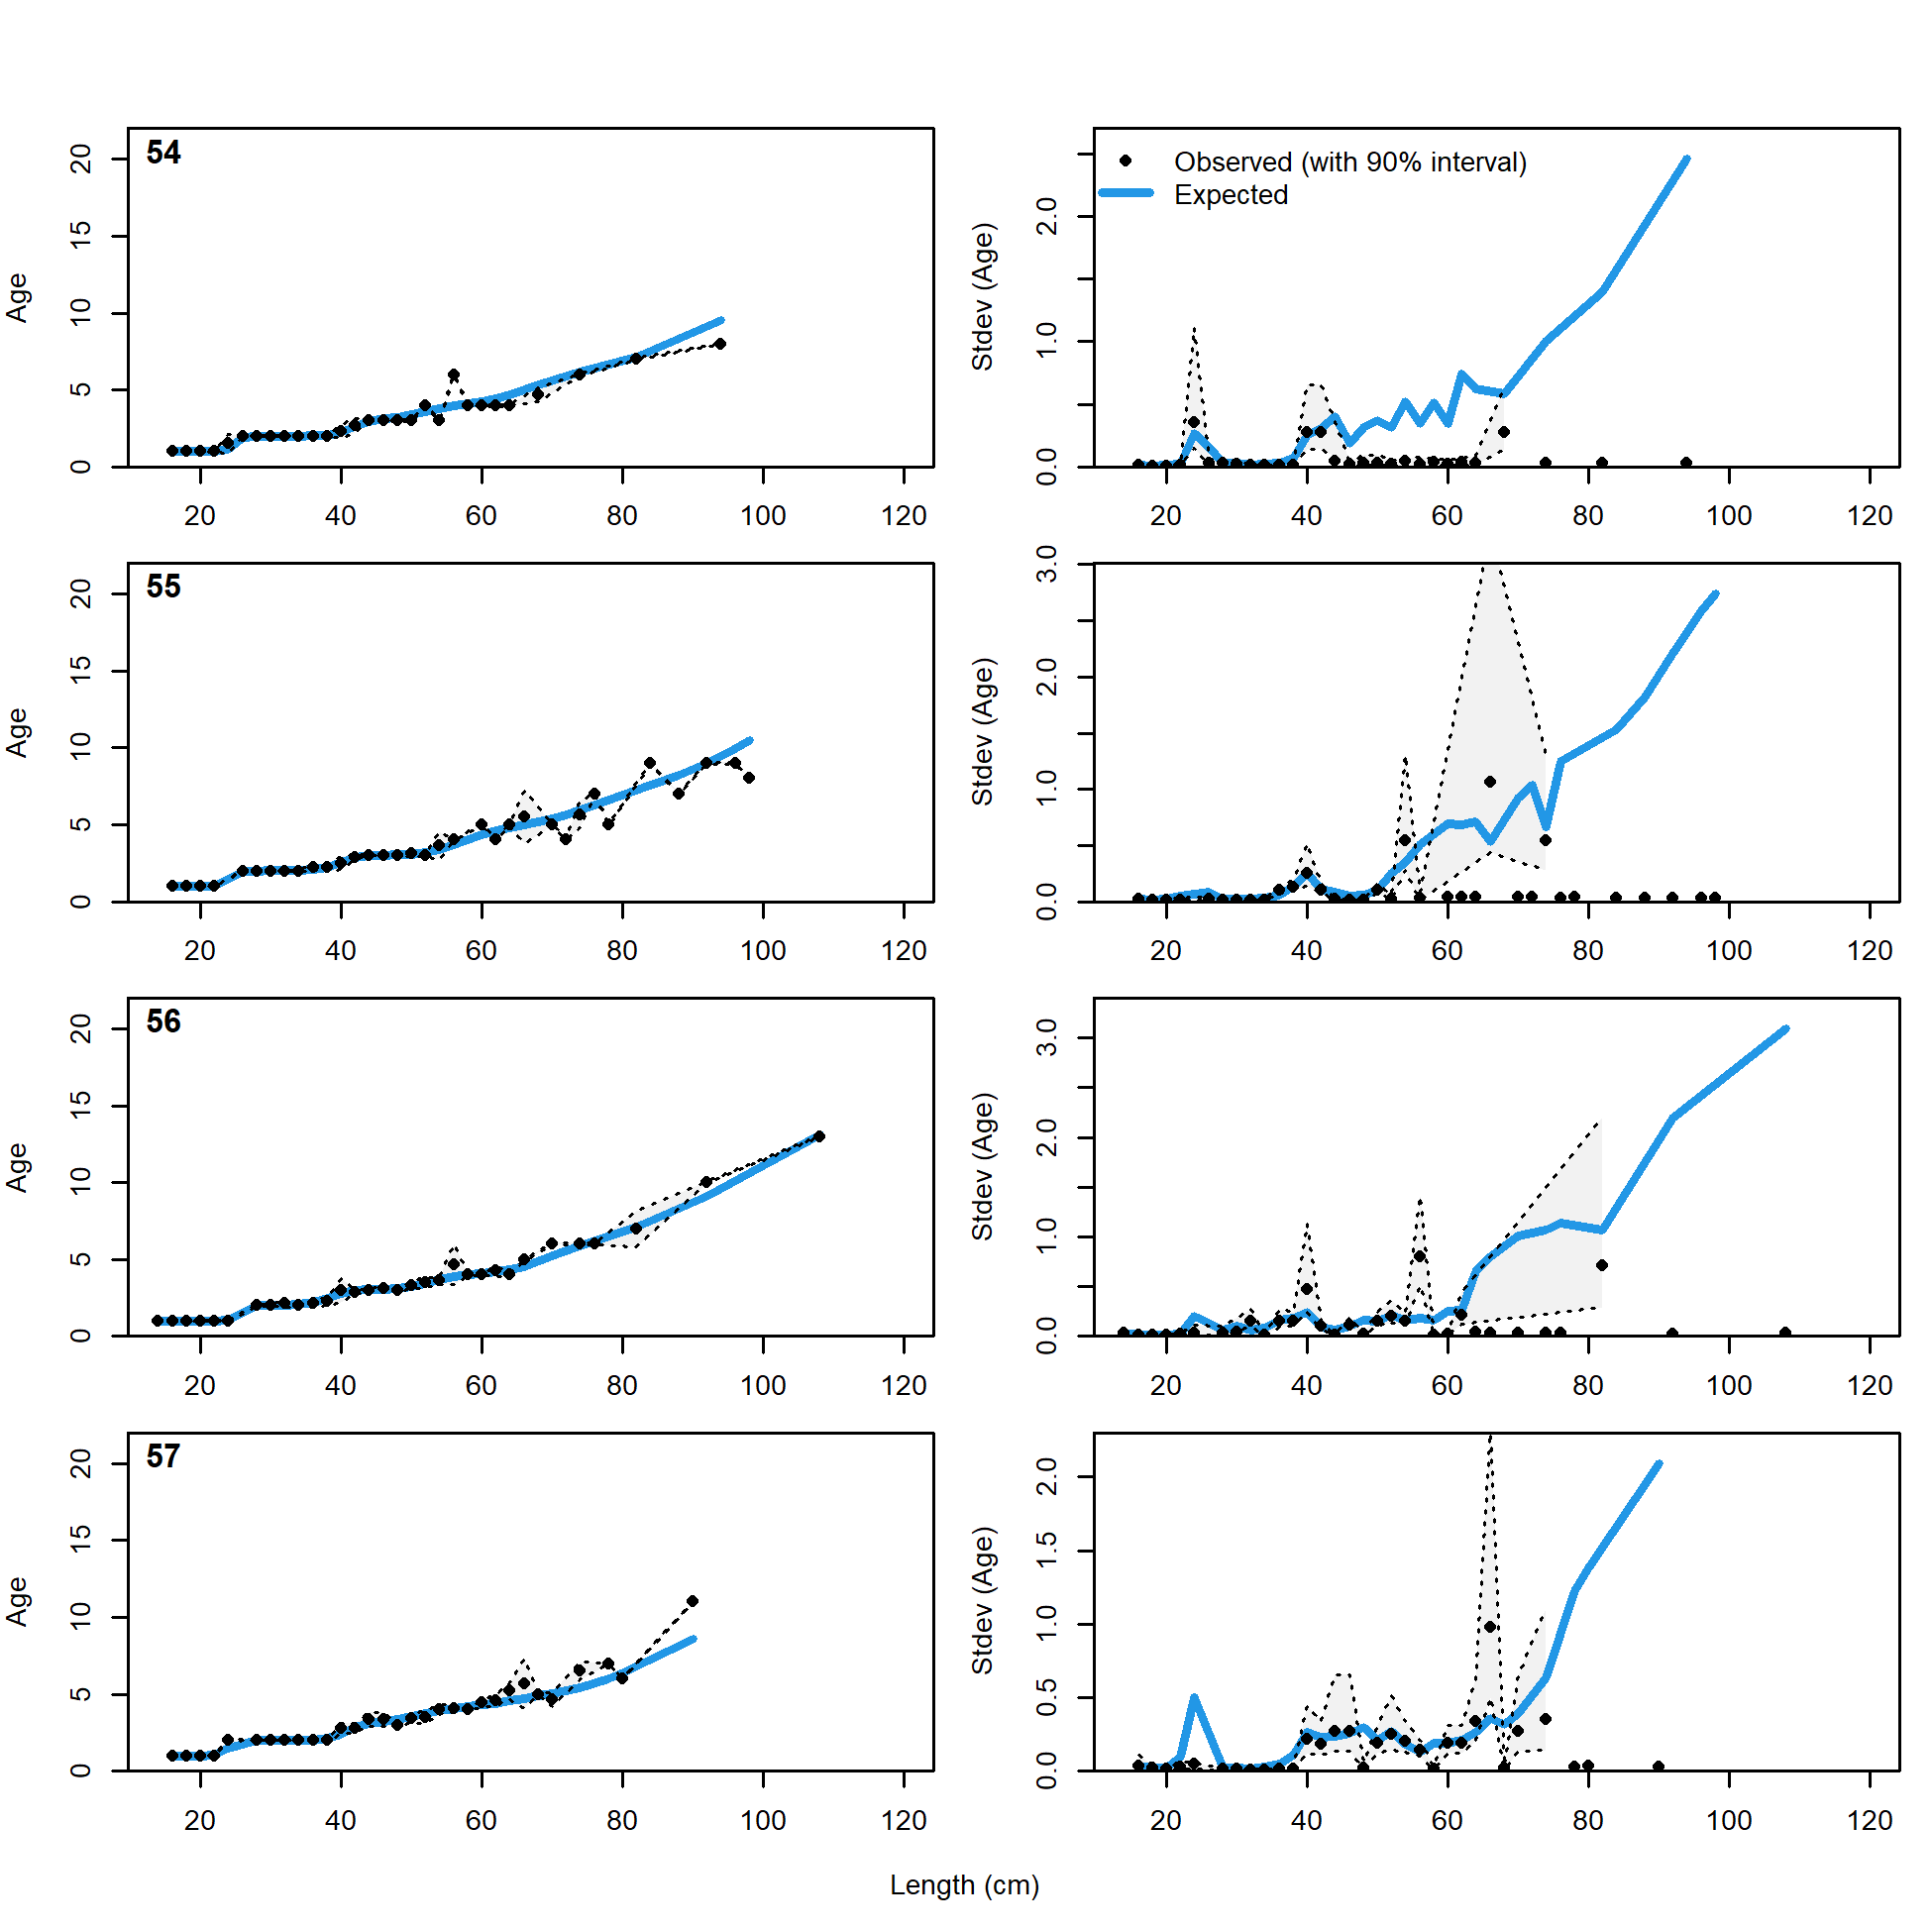 54
Age
0 5 10 15 20
20 40 60 80 100 120
Observed (with 90% interval)
Expected
Stdev (Age)
0.0 1.0 2.0
20 40 60 80 100 120
55
Age
0 5 10 15 20
20 40 60 80 100 120
Stdev (Age)
0.0 1.0 2.0 3.0
20 40 60 80 100 120
56
Age
0 5 10 15 20
20 40 60 80 100 120
Stdev (Age)
0.0 1.0 2.0 3.0
20 40 60 80 100 120
57
Age
0 5 10 15 20
20 40 60 80 100 120
Stdev (Age)
0.0 0.5 1.0 1.5 2.0
20 40 60 80 100 120
Length (cm)